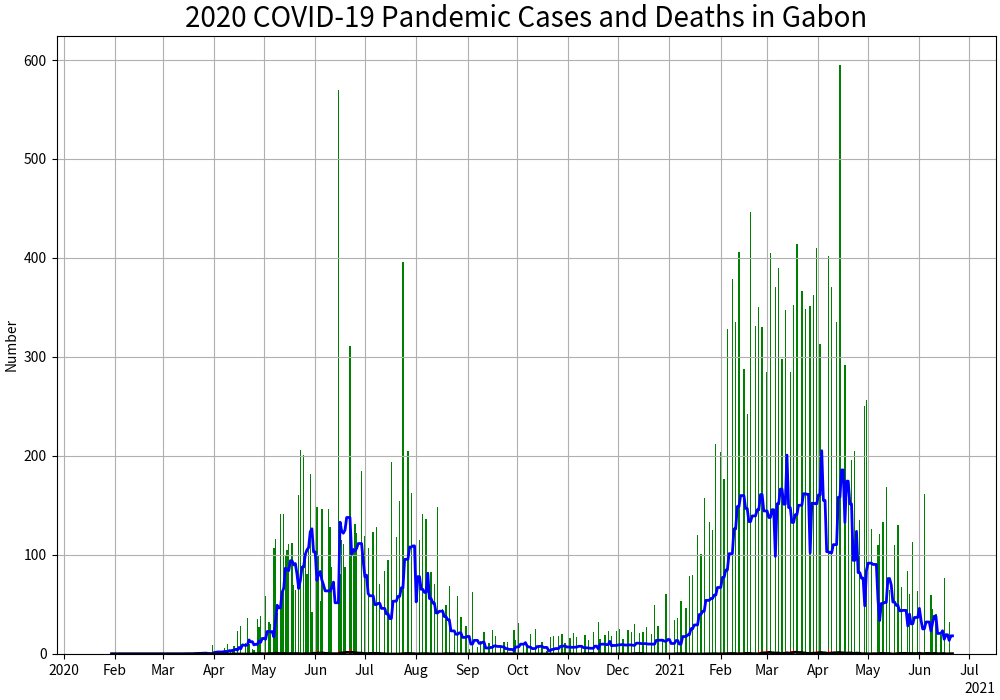 2020 COVID-19 Pandemic Cases and Deaths in Gabon
Number
600
500
400
300
200
100
0
2020 Feb Mar Apr May Jun Jul Aug Sep Oct Nov Dec 2021 Feb Mar Apr May Jun Jul
2021